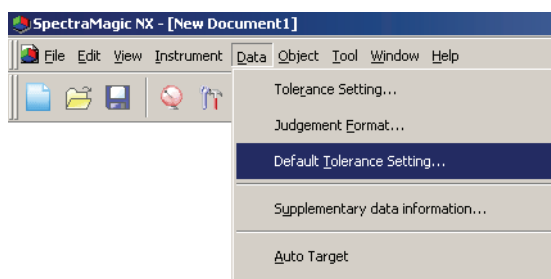 SpectraMagic NX - [New Document1]
File Edit View Instrument Data Object Tool Window Help
Tolerance Setting...
Judgement Format...
Default Tolerance Setting...
Supplementary data information...
Auto Target